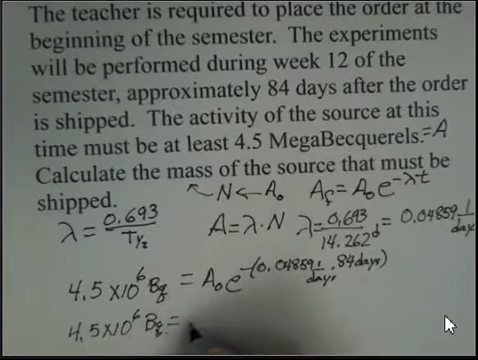 The teacher is required to place the order at the
beginning of the semester. The experiments
will be performed during week 12 of the
semester, approximately 84 days after the order
is shipped. The activity of the source at this
time must be at least 4.5 MegaBecquerels. = A
Calculate the mass of the source that must be
shipped. ↖ N ← A₀ A_f = A₀e^(-λt)
λ = 0.693/T_½ A = λ·N λ = 0.693/14.262^d = 0.04859 1/days
4.5×10⁶ Bq = A₀e^(-(0.04859 1/days · 84 days))
4.5×10⁶ Bq =